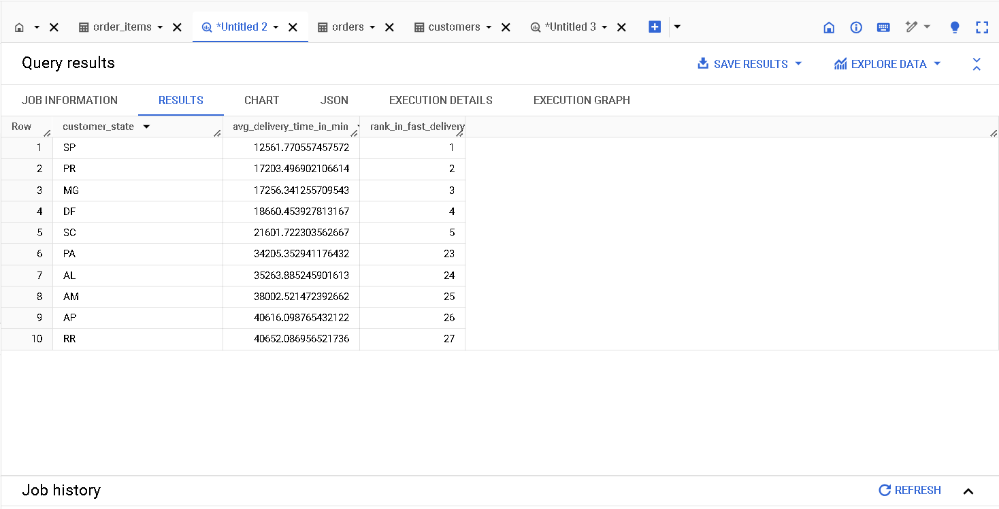 order_items *Untitled 2 orders customers *Untitled 3
Query results SAVE RESULTS EXPLORE DATA
JOB INFORMATION RESULTS CHART JSON EXECUTION DETAILS EXECUTION GRAPH
Row customer_state avg_delivery_time_in_min rank_in_fast_delivery
1 SP 12561.770557457572 1
2 PR 17203.496902106614 2
3 MG 17256.341255709543 3
4 DF 18660.453927813167 4
5 SC 21601.722303562667 5
6 PA 34205.352941176432 23
7 AL 35263.885245901613 24
8 AM 38002.521472392662 25
9 AP 40616.098765432122 26
10 RR 40652.086956521736 27
Job history REFRESH